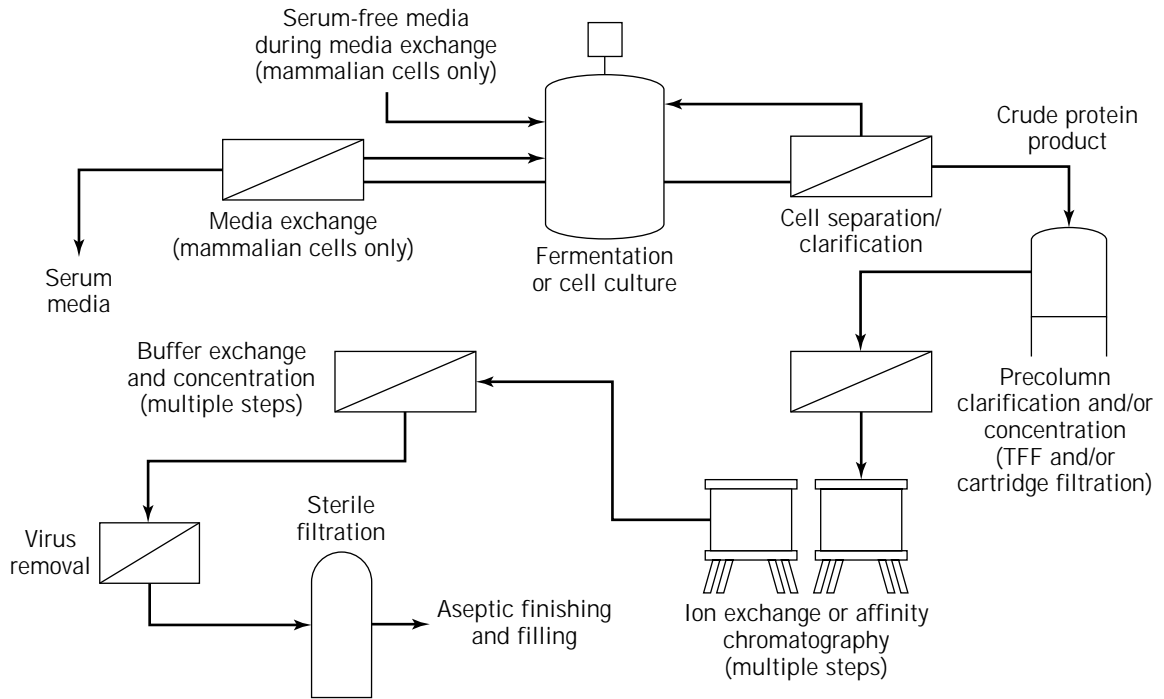 Serum-free media
during media exchange
(mammalian cells only)
Crude protein
product
Media exchange
(mammalian cells only)
Cell separation/
clarification
Fermentation
or cell culture
Serum
media
Buffer exchange
and concentration
(multiple steps)
Precolumn
clarification and/or
concentration
(TFF and/or
cartridge filtration)
Sterile
filtration
Virus
removal
Aseptic finishing
and filling
Ion exchange or affinity
chromatography
(multiple steps)